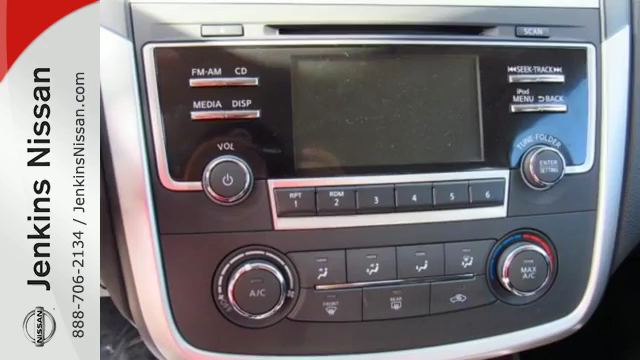 Jenkins Nissan
888-706-2134 / JenkinsNissan.com
NISSAN
SCAN
FM·AM CD
MEDIA DISP
SEEK·TRACK
iPod
MENU BACK
VOL
TUNE·FOLDER
ENTER
SETTING
RPT RDM
1 2 3 4 5 6
A/C
MAX
A/C
FRONT REAR